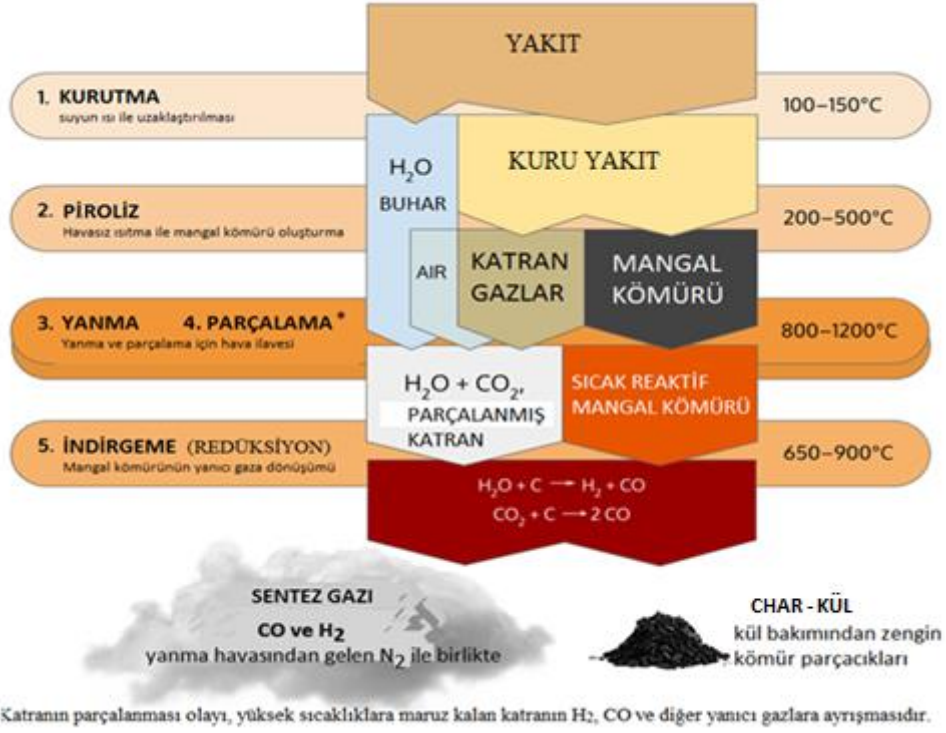 YAKIT
1. KURUTMA
suyun ısı ile uzaklaştırılması
100–150°C
H₂O
BUHAR
KURU YAKIT
2. PİROLİZ
Havasız ısıtma ile mangal kömürü oluşturma
200–500°C
AIR
KATRAN
GAZLAR
MANGAL
KÖMÜRÜ
3. YANMA 4. PARÇALAMA *
Yanma ve parçalama için hava ilavesi
800–1200°C
H₂O + CO₂,
PARÇALANMIŞ
KATRAN
SICAK REAKTİF
MANGAL KÖMÜRÜ
5. İNDİRGEME (REDÜKSİYON)
Mangal kömürünün yanıcı gaza dönüşümü
650–900°C
H₂O + C → H₂ + CO
CO₂ + C → 2 CO
SENTEZ GAZI
CO ve H₂
yanma havasından gelen N₂ ile birlikte
CHAR - KÜL
kül bakımından zengin
kömür parçacıkları
Katranın parçalanması olayı, yüksek sıcaklıklara maruz kalan katranın H₂, CO ve diğer yanıcı gazlara ayrışmasıdır.